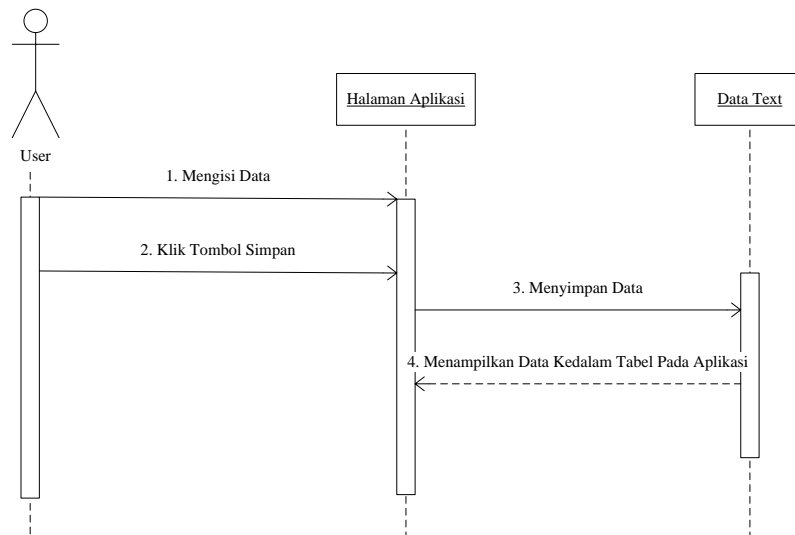 Halaman Aplikasi
Data Text
User
1. Mengisi Data
2. Klik Tombol Simpan
3. Menyimpan Data
4. Menampilkan Data Kedalam Tabel Pada Aplikasi